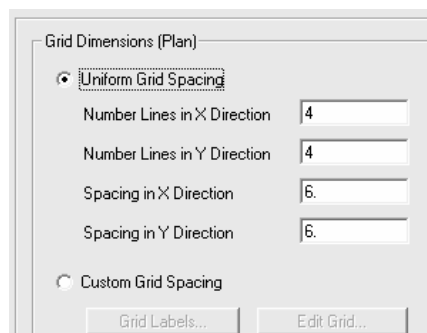 Grid Dimensions (Plan)
Uniform Grid Spacing
Number Lines in X Direction 4
Number Lines in Y Direction 4
Spacing in X Direction 6.
Spacing in Y Direction 6.
Custom Grid Spacing
Grid Labels... Edit Grid...